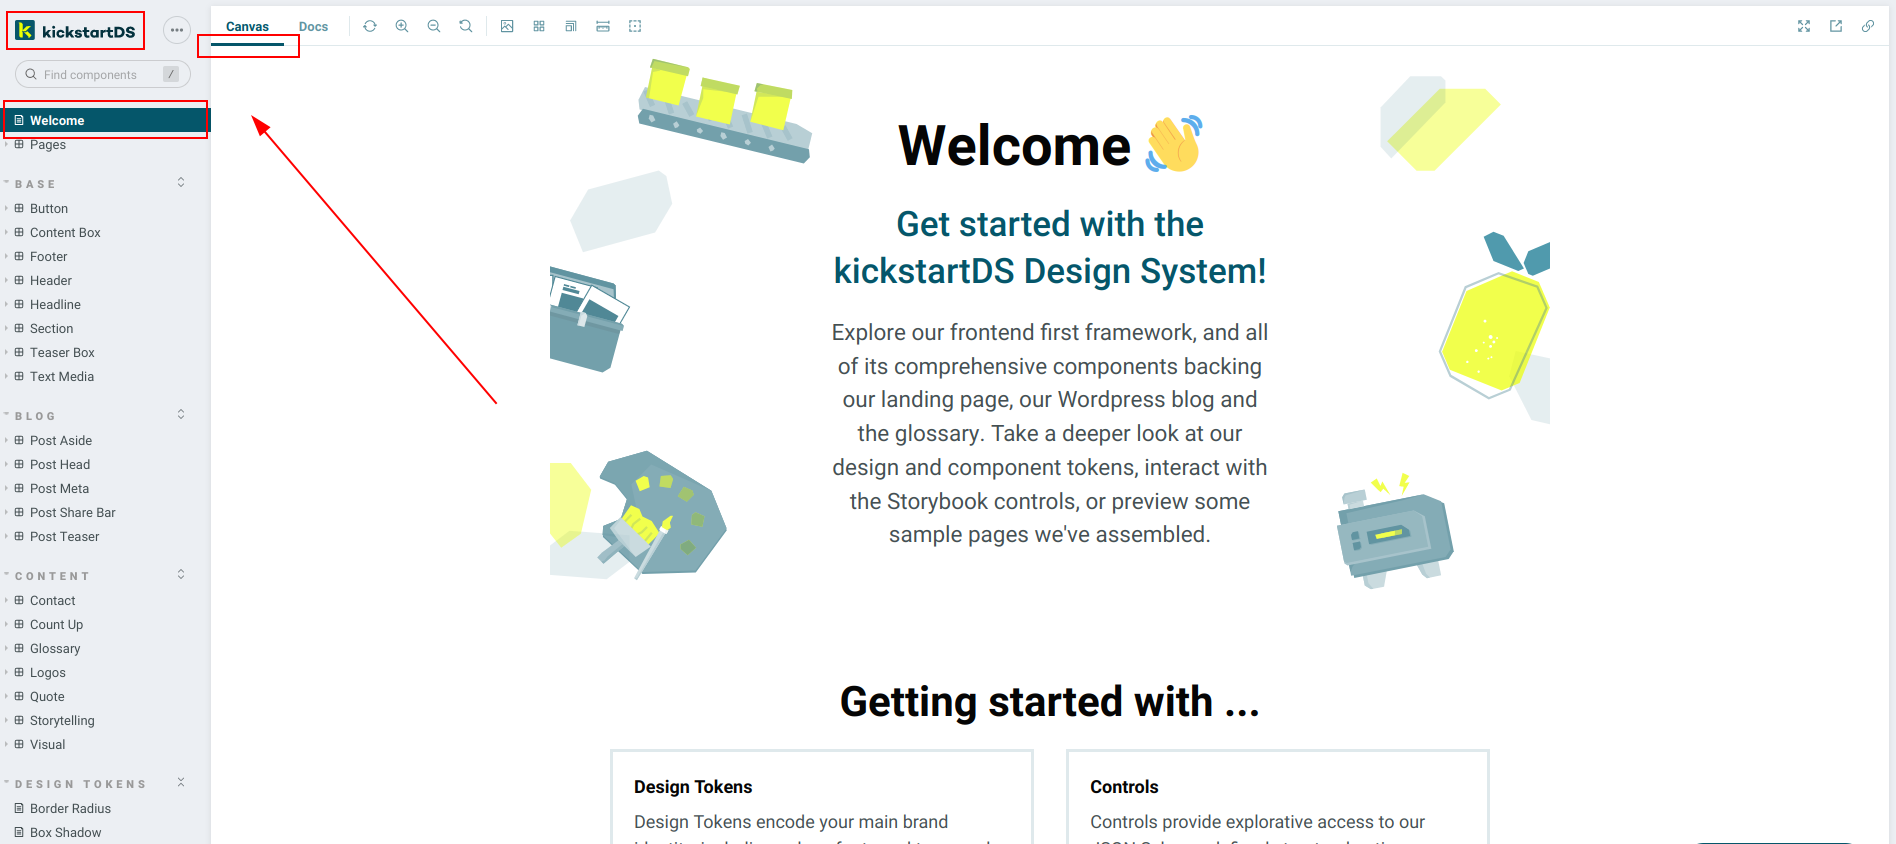 kickstartDS
Find components
/
Welcome
Pages
BASE
Button
Content Box
Footer
Header
Headline
Section
Teaser Box
Text Media
BLOG
Post Aside
Post Head
Post Meta
Post Share Bar
Post Teaser
CONTENT
Contact
Count Up
Glossary
Logos
Quote
Storytelling
Visual
DESIGN TOKENS
Border Radius
Box Shadow
Canvas
Docs
Welcome 👋
Get started with the
kickstartDS Design System!
Explore our frontend first framework, and all
of its comprehensive components backing
our landing page, our Wordpress blog and
the glossary. Take a deeper look at our
design and component tokens, interact with
the Storybook controls, or preview some
sample pages we've assembled.
Getting started with ...
Design Tokens
Design Tokens encode your main brand
Controls
Controls provide explorative access to our